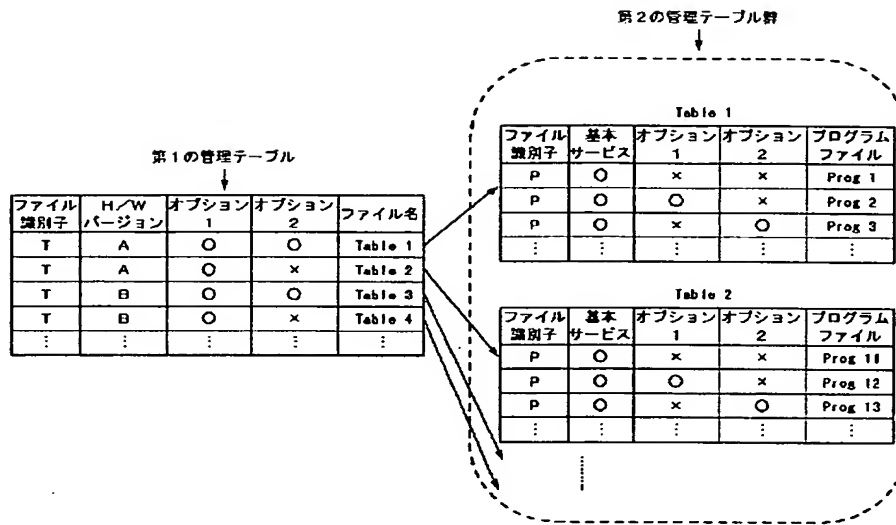 第2の管理テーブル群
Table 1
ファイル識別子 基本サービス オプション1 オプション2 プログラムファイル
P ○ × × Prog 1
P ○ ○ × Prog 2
P ○ × ○ Prog 3
⋮ ⋮ ⋮ ⋮ ⋮
第1の管理テーブル
ファイル識別子 H/Wバージョン オプション1 オプション2 ファイル名
T A ○ ○ Table 1
T A ○ × Table 2
T B ○ ○ Table 3
T B ○ × Table 4
⋮ ⋮ ⋮ ⋮ ⋮
Table 2
ファイル識別子 基本サービス オプション1 オプション2 プログラムファイル
P ○ × × Prog 11
P ○ ○ × Prog 12
P ○ × ○ Prog 13
⋮ ⋮ ⋮ ⋮ ⋮